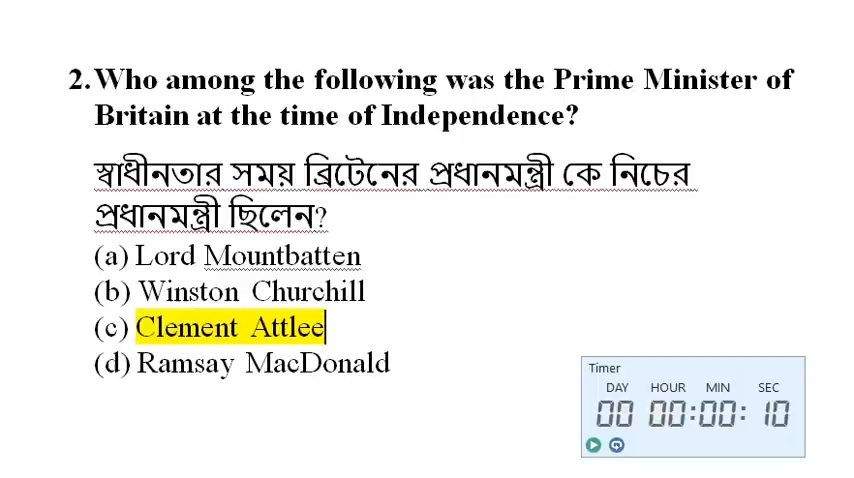 2. Who among the following was the Prime Minister of
Britain at the time of Independence?
স্বাধীনতার সময় ব্রিটেনের প্রধানমন্ত্রী কে নিচের
প্রধানমন্ত্রী ছিলেন?
(a) Lord Mountbatten
(b) Winston Churchill
(c) Clement Attlee
(d) Ramsay MacDonald
Timer
DAY HOUR MIN SEC
00 00:00: 10